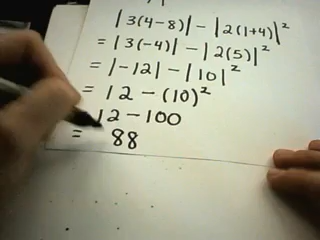 |3(4-8)| - |2(1+4)|²
= |3(-4)| - |2(5)|²
= |-12| - |10|²
= 12 - (10)²
12 - 100
= 88